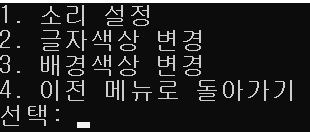 1. 소리 설정
2. 글자색상 변경
3. 배경색상 변경
4. 이전 메뉴로 돌아가기
선택: